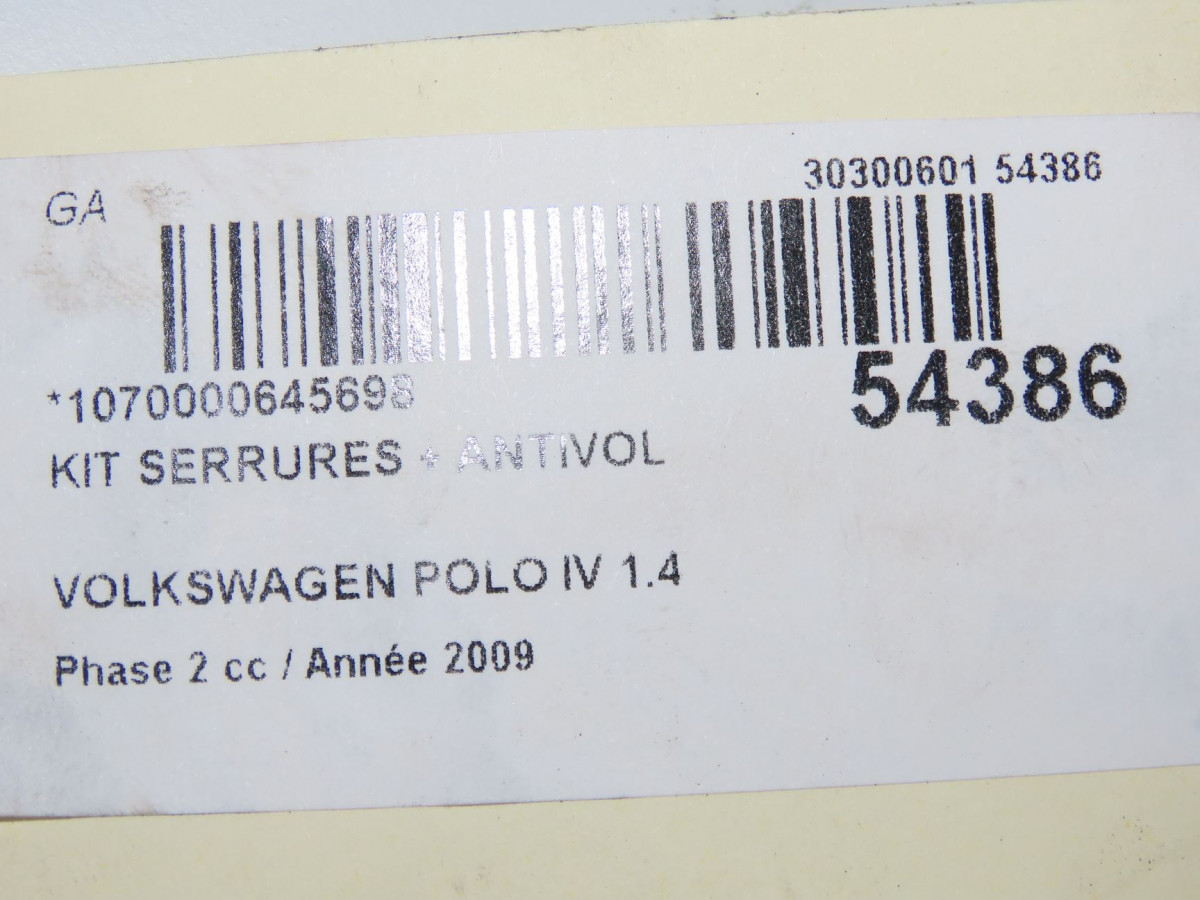 GA
30300601 54386
*1070000645698
54386
KIT SERRURES + ANTIVOL
VOLKSWAGEN POLO IV 1.4
Phase 2 cc / Année 2009